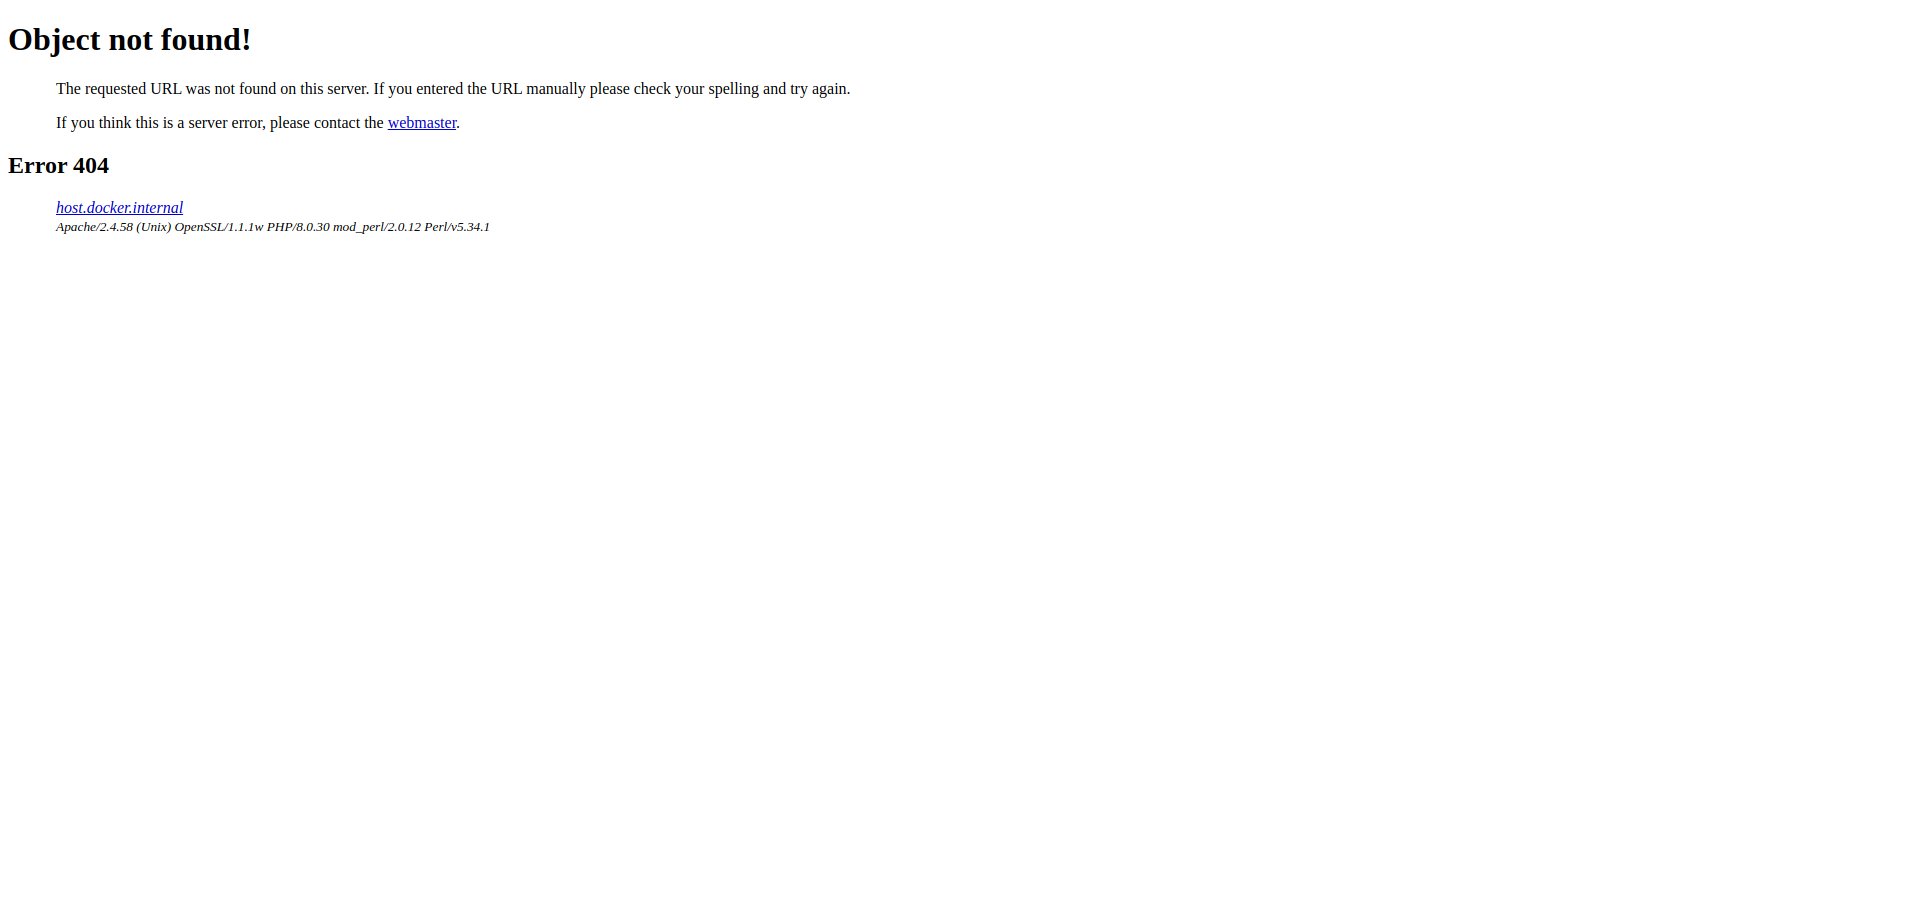 Object not found!
The requested URL was not found on this server. If you entered the URL manually please check your spelling and try again.
If you think this is a server error, please contact the webmaster.
Error 404
host.docker.internal
Apache/2.4.58 (Unix) OpenSSL/1.1.1w PHP/8.0.30 mod_perl/2.0.12 Perl/v5.34.1